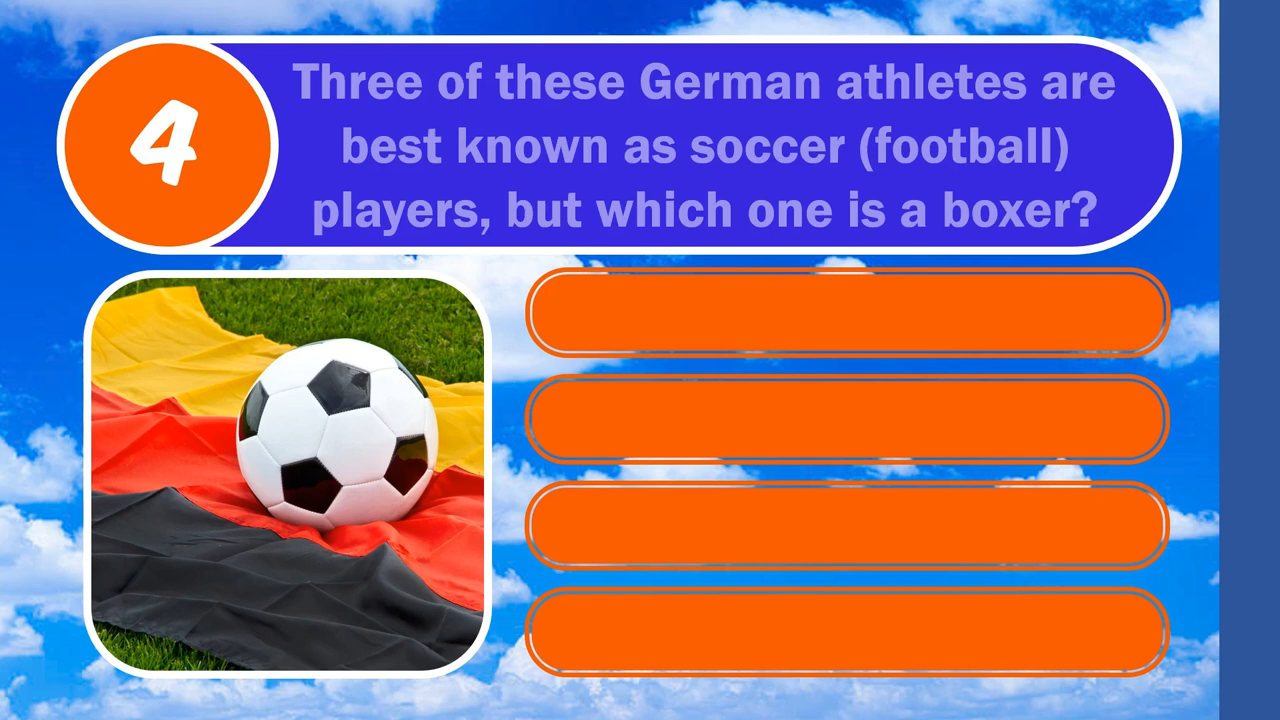 4
Three of these German athletes are
best known as soccer (football)
players, but which one is a boxer?